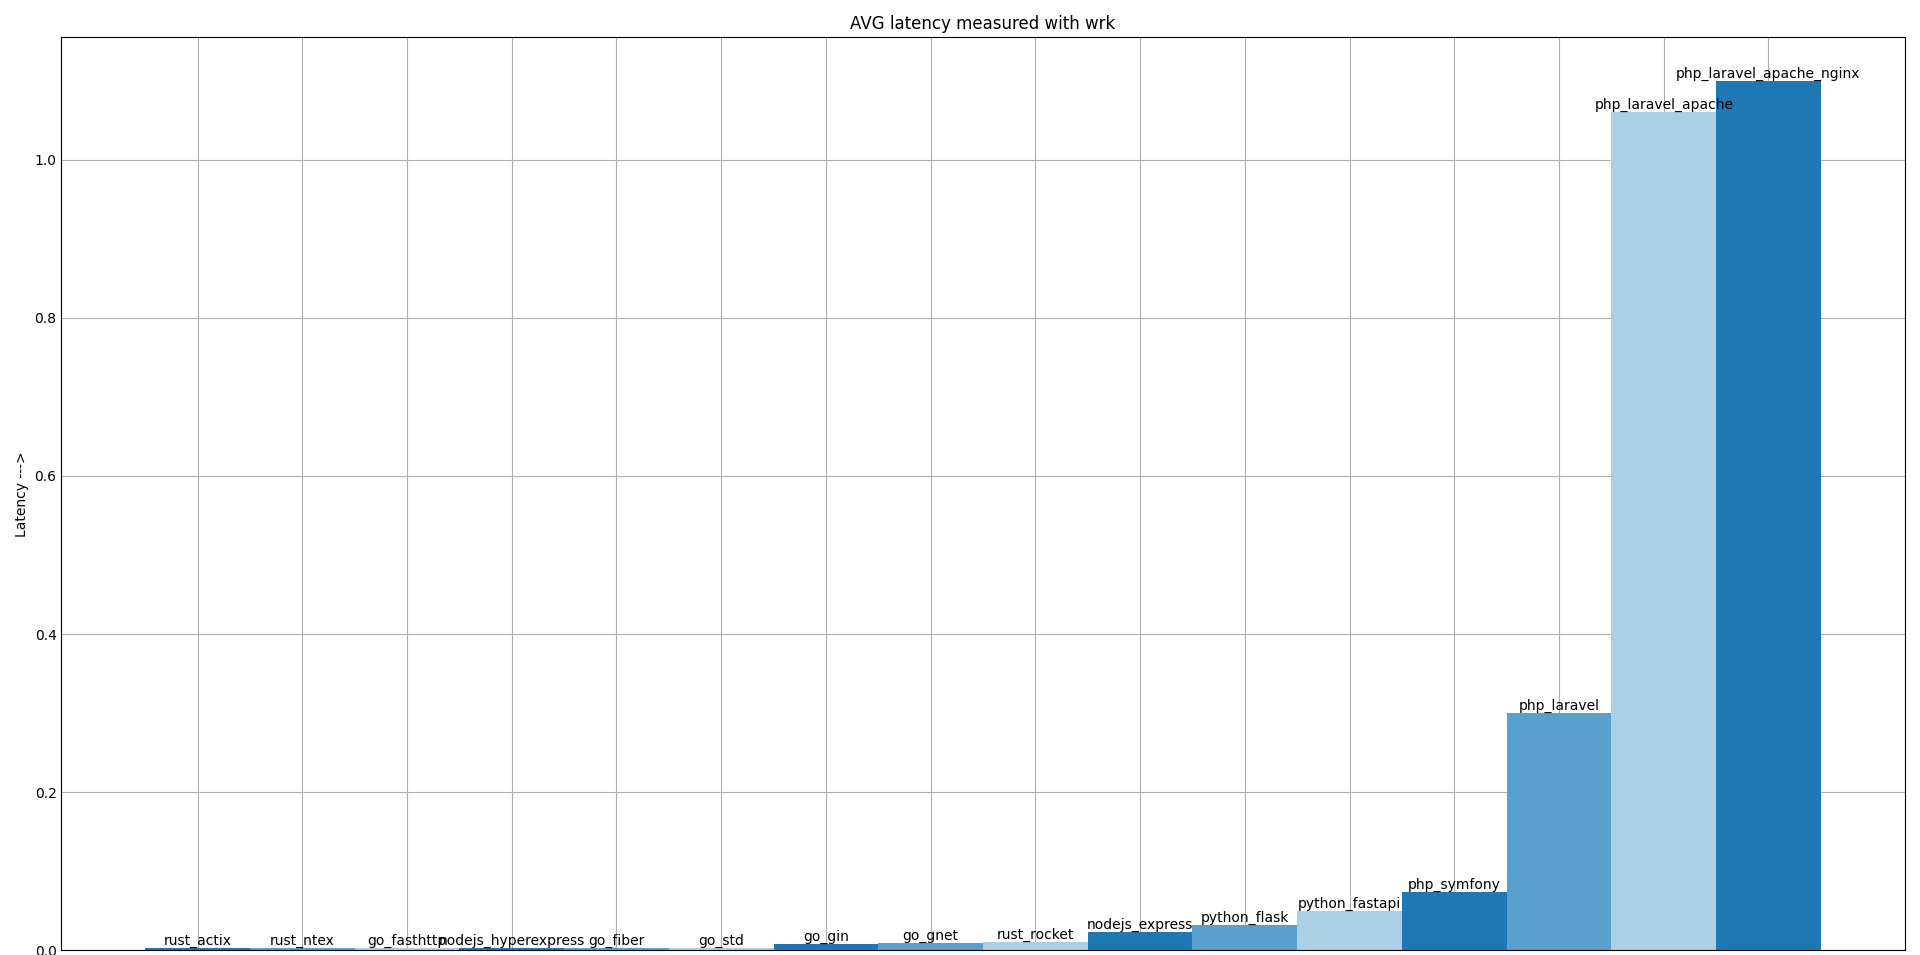 AVG latency measured with wrk
php_laravel_apache_nginx
php_laravel_apache
1.0
0.8
0.6
Latency --->
0.4
php_laravel
0.2
php_symfony
python_fastapi
python_flask
nodejs_express
rust_rocket
go_gnet
go_gin
rust_actix
rust_ntex
go_fasthttp
nodejs_hyperexpress
go_fiber
go_std
0.0